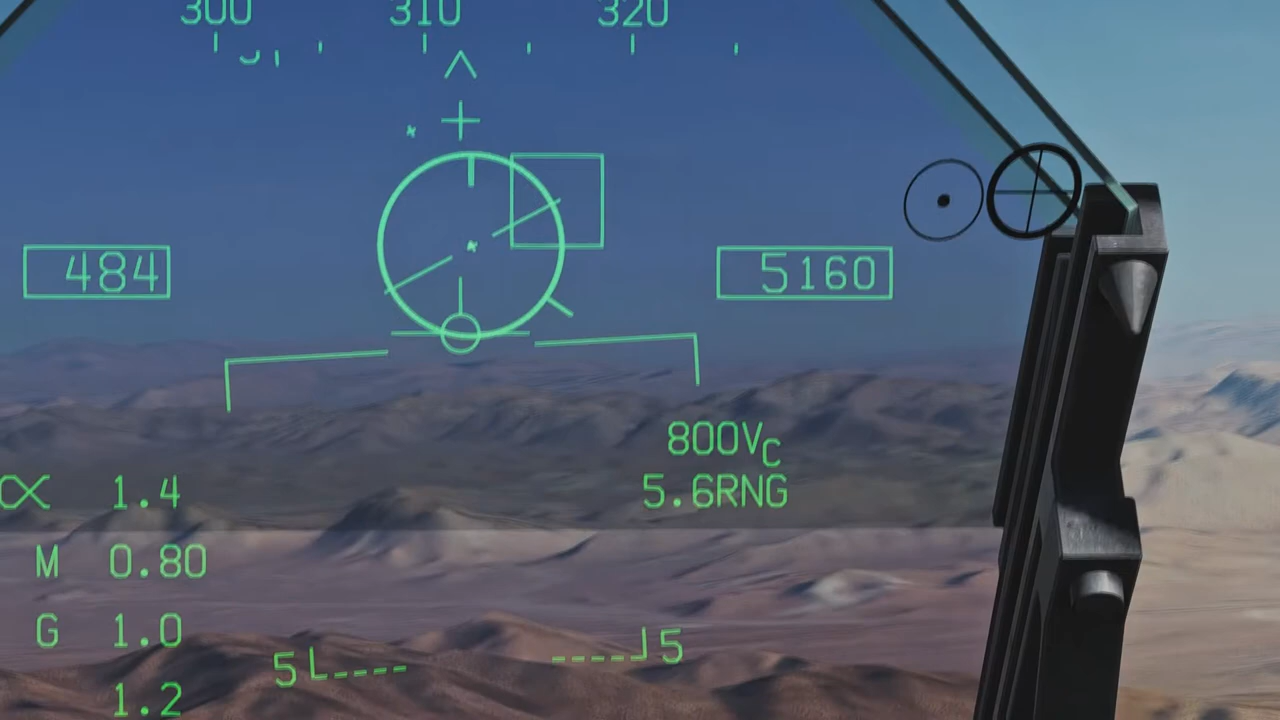 300 310 320
484 5160
800Vc
5.6RNG
∝ 1.4
M 0.80
G 1.0
5 5
1.2